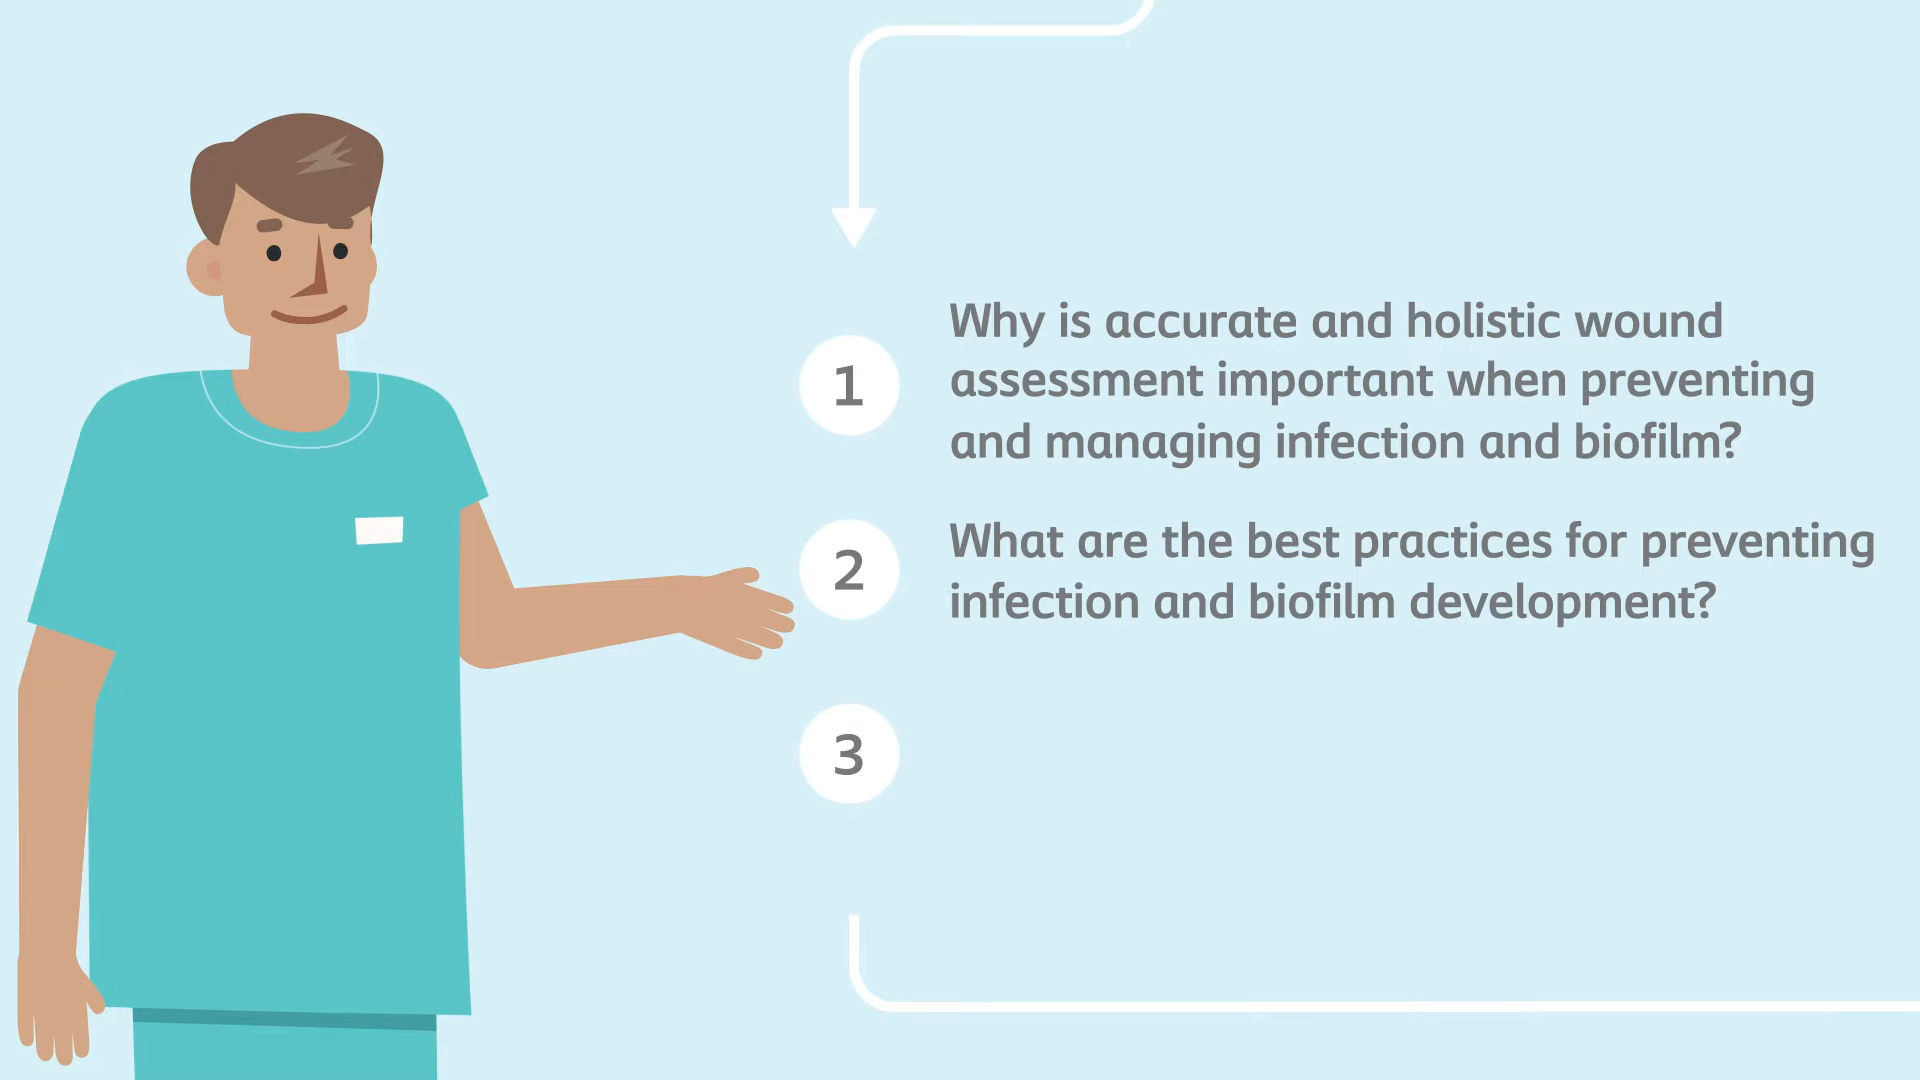 1
Why is accurate and holistic wound
assessment important when preventing
and managing infection and biofilm?
2
What are the best practices for preventing
infection and biofilm development?
3